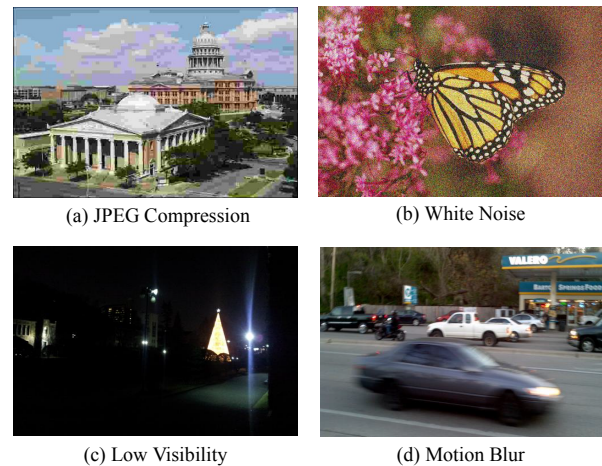 (a) JPEG Compression
(b) White Noise
VALERO
(c) Low Visibility
(d) Motion Blur